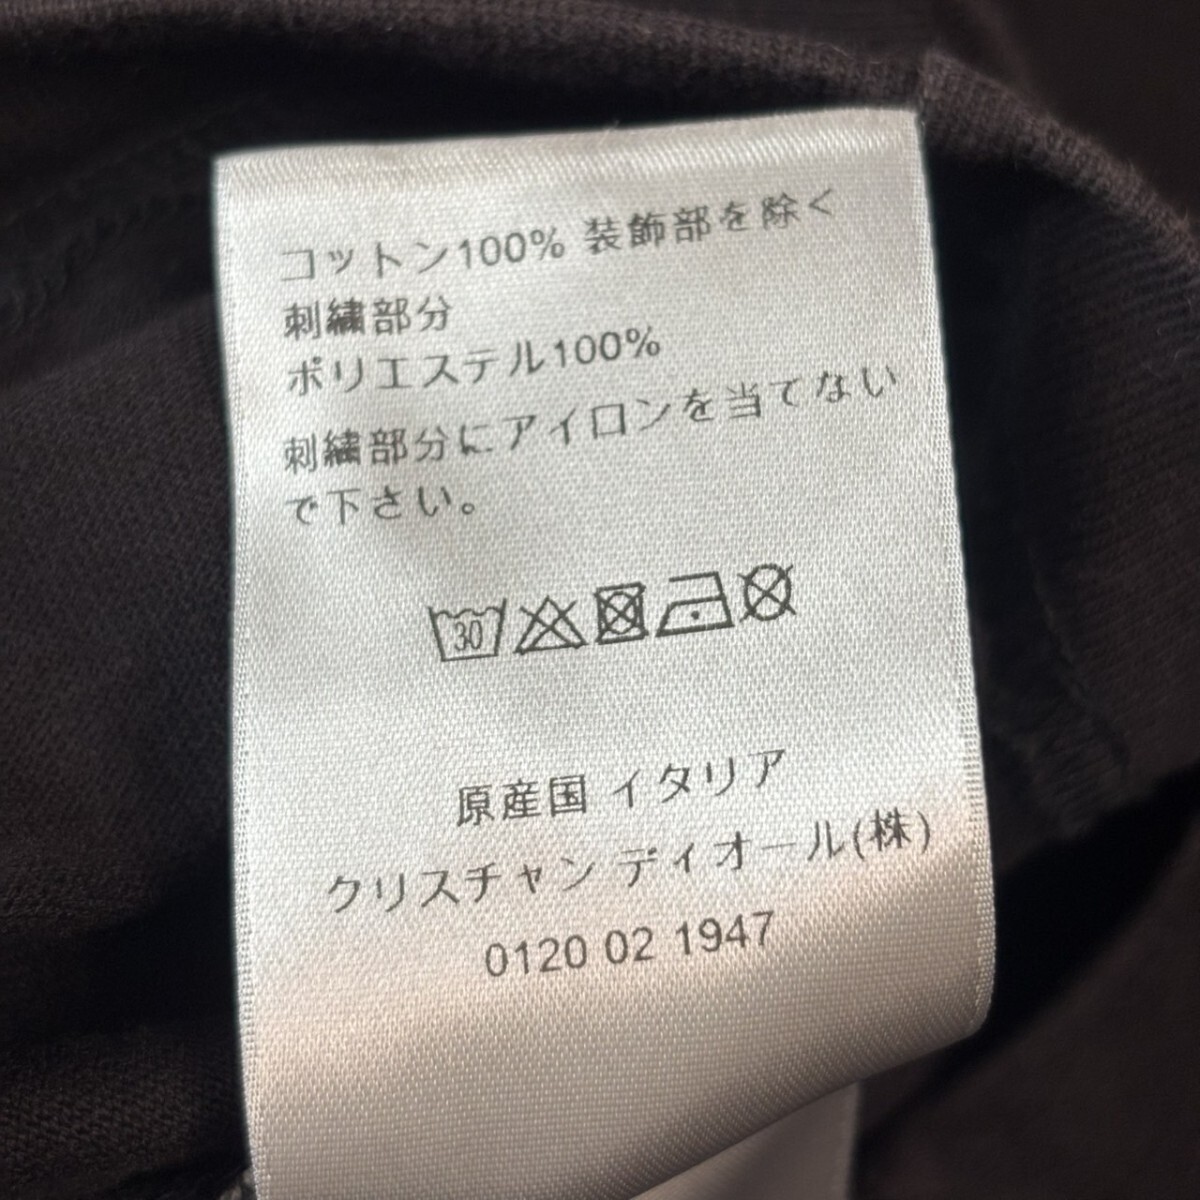 コットン100% 装飾部を除く
刺繍部分
ポリエステル100%
刺繍部分にアイロンを当てない
で下さい。
30
原産国 イタリア
クリスチャン ディオール(株)
0120 02 1947